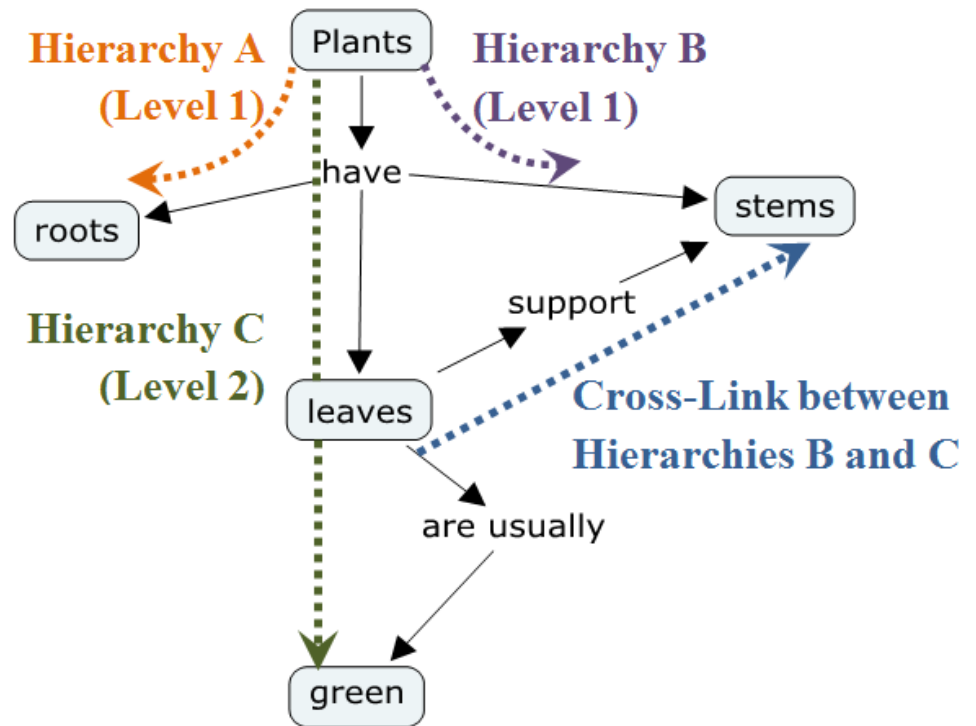 Plants
Hierarchy A
(Level 1)
Hierarchy B
(Level 1)
have
roots
stems
support
Hierarchy C
(Level 2)
leaves
Cross-Link between
Hierarchies B and C
are usually
green